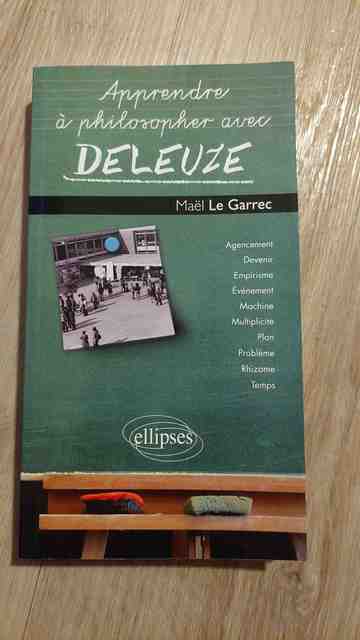 Apprendre
à philosopher avec
DELEUZE
Maël Le Garrec
Agencement
Devenir
Empirisme
Événement
Machine
Multiplicité
Plan
Problème
Rhizome
Temps
ellipses